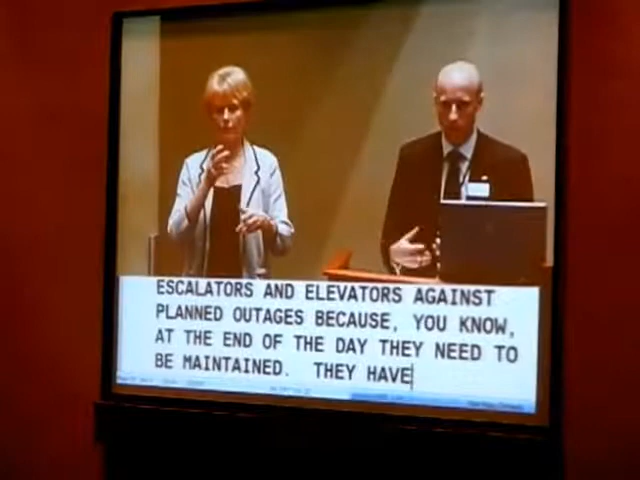 ESCALATORS AND ELEVATORS AGAINST
PLANNED OUTAGES BECAUSE, YOU KNOW,
AT THE END OF THE DAY THEY NEED TO
BE MAINTAINED.  THEY HAVE